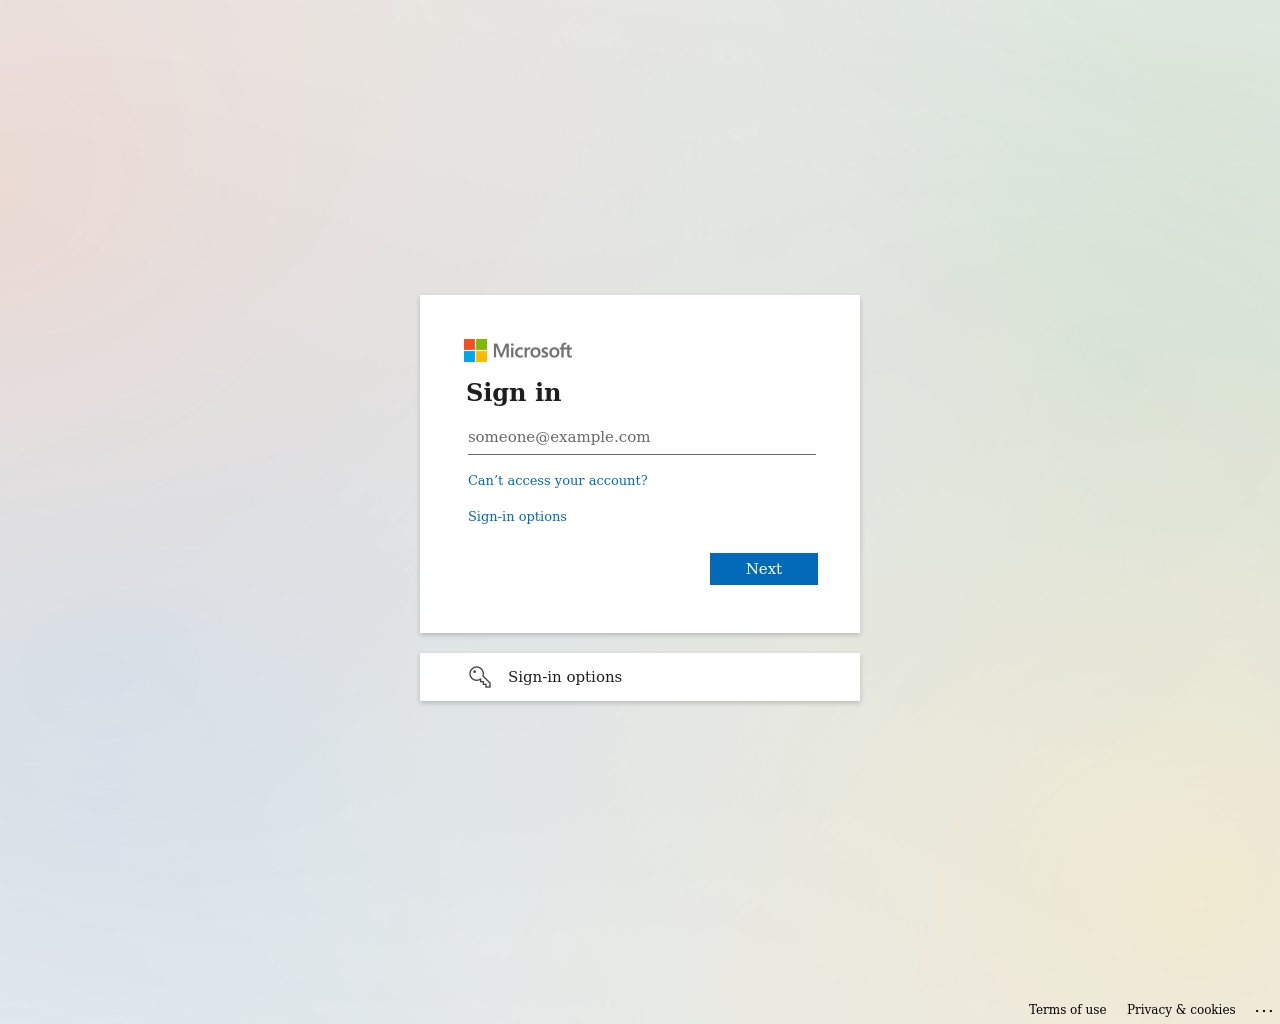 Microsoft
Sign in
someone@example.com
Can’t access your account?
Sign-in options
Next
Sign-in options
Terms of use Privacy & cookies ...